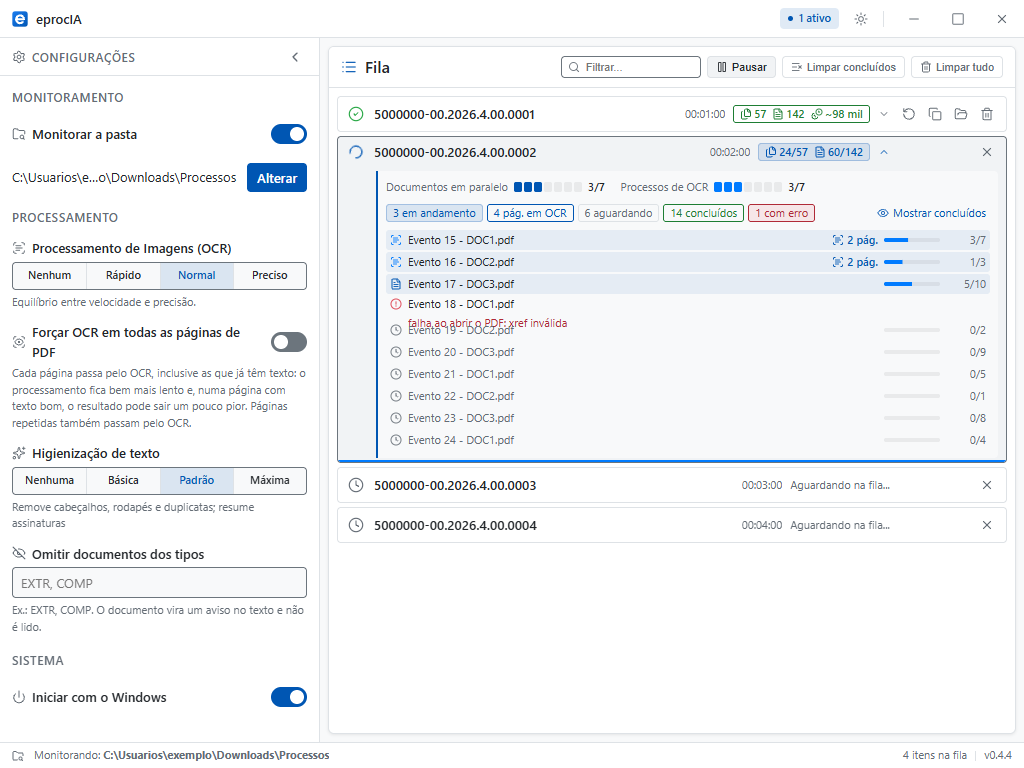 eprocIA
1 ativo
CONFIGURAÇÕES
MONITORAMENTO
Monitorar a pasta
C:\Usuarios\e...o\Downloads\Processos
Alterar
PROCESSAMENTO
Processamento de Imagens (OCR)
Nenhum Rápido Normal Preciso
Equilíbrio entre velocidade e precisão.
Forçar OCR em todas as páginas de
PDF
Cada página passa pelo OCR, inclusive as que já têm texto: o
processamento fica bem mais lento e, numa página com
texto bom, o resultado pode sair um pouco pior. Páginas
repetidas também passam pelo OCR.
Higienização de texto
Nenhuma Básica Padrão Máxima
Remove cabeçalhos, rodapés e duplicatas; resume
assinaturas
Omitir documentos dos tipos
EXTR, COMP
Ex.: EXTR, COMP. O documento vira um aviso no texto e não
é lido.
SISTEMA
Iniciar com o Windows
Fila
Filtrar...
Pausar
Limpar concluídos
Limpar tudo
5000000-00.2026.4.00.0001 00:01:00 57 142 ~98 mil
5000000-00.2026.4.00.0002 00:02:00 24/57 60/142
Documentos em paralelo 3/7 Processos de OCR 3/7
3 em andamento 4 pág. em OCR 6 aguardando 14 concluídos 1 com erro Mostrar concluídos
Evento 15 - DOC1.pdf 2 pág. 3/7
Evento 16 - DOC2.pdf 2 pág. 1/3
Evento 17 - DOC3.pdf 5/10
Evento 18 - DOC1.pdf
falha ao abrir o PDF: xref inválida
Evento 19 - DOC2.pdf 0/2
Evento 20 - DOC3.pdf 0/9
Evento 21 - DOC1.pdf 0/5
Evento 22 - DOC2.pdf 0/1
Evento 23 - DOC3.pdf 0/8
Evento 24 - DOC1.pdf 0/4
5000000-00.2026.4.00.0003 00:03:00 Aguardando na fila...
5000000-00.2026.4.00.0004 00:04:00 Aguardando na fila...
Monitorando: C:\Usuarios\exemplo\Downloads\Processos
4 itens na fila v0.4.4